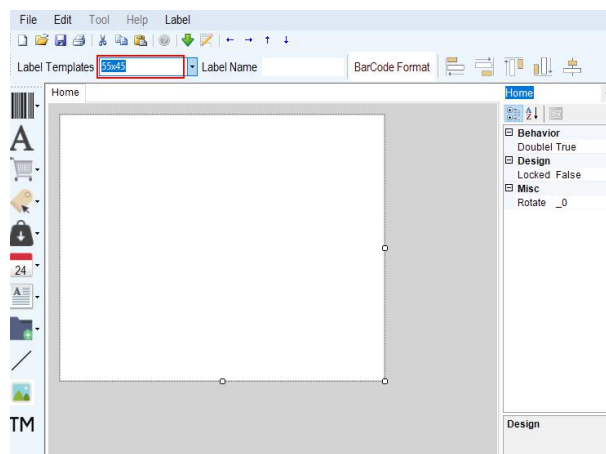 File Edit Tool Help Label
Label Templates 55x45 Label Name BarCode Format
Home
Home
A
24
A
TM
Behavior
Doublel True
Design
Locked False
Misc
Rotate _0
Design